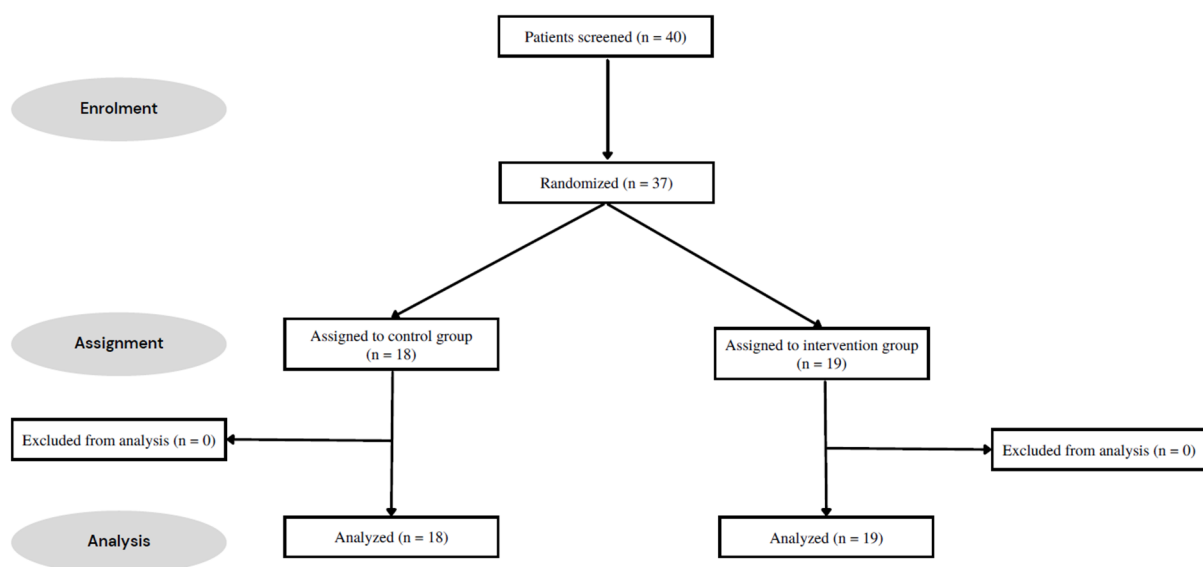 Patients screened (n = 40)
Enrolment
Randomized (n = 37)
Assignment
Assigned to control group
(n = 18)
Assigned to intervention group
(n = 19)
Excluded from analysis (n = 0)
Excluded from analysis (n = 0)
Analysis
Analyzed (n = 18)
Analyzed (n = 19)